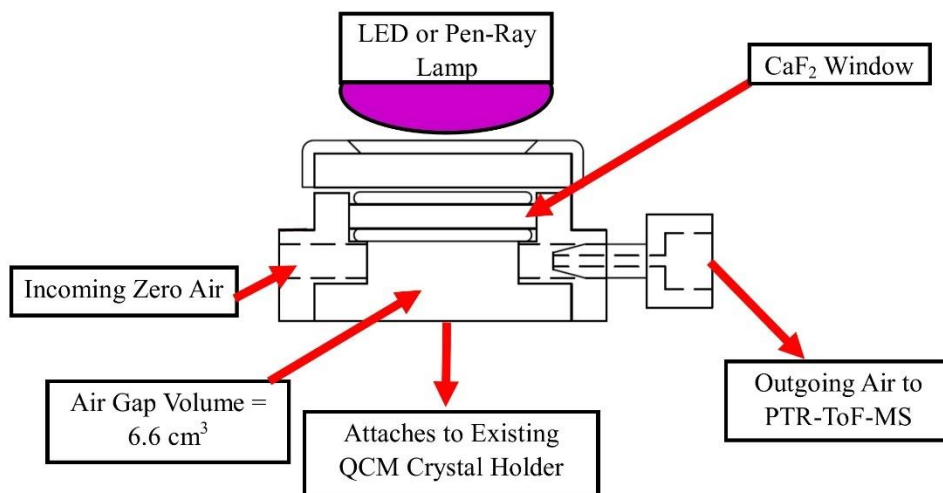 LED or Pen-Ray
Lamp
CaF₂ Window
Incoming Zero Air
Air Gap Volume =
6.6 cm³
Attaches to Existing
QCM Crystal Holder
Outgoing Air to
PTR-ToF-MS